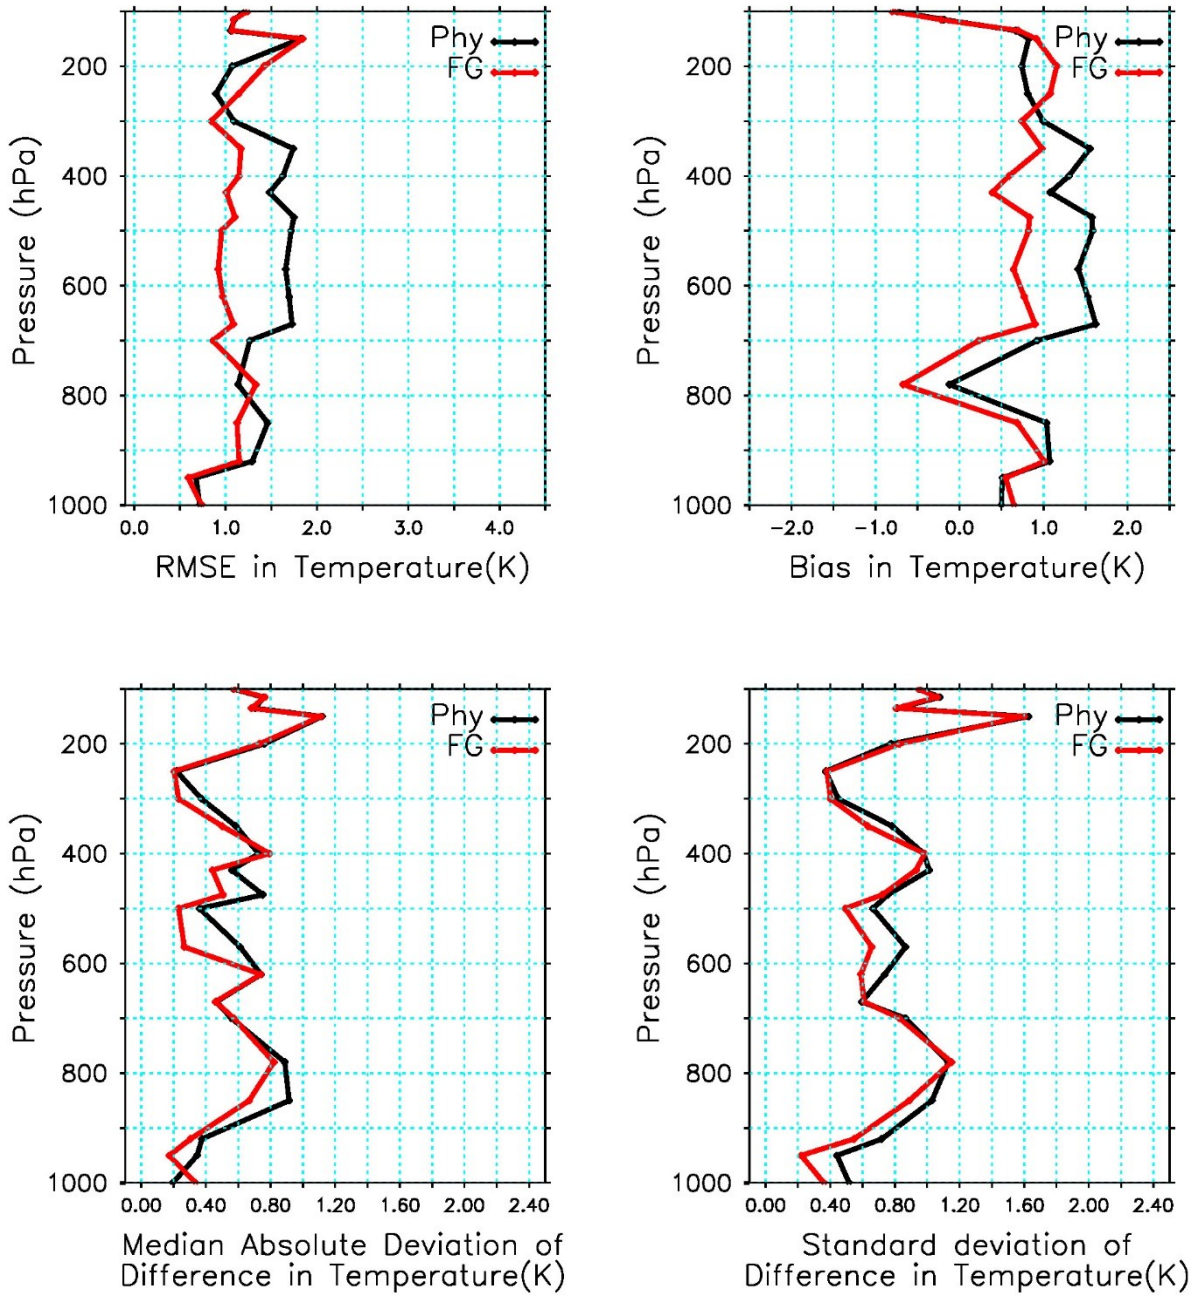 Phy
FG
200
400
600
800
1000
Pressure (hPa)
0.0 1.0 2.0 3.0 4.0
RMSE in Temperature(K)
Phy
FG
200
400
600
800
1000
Pressure (hPa)
-2.0 -1.0 0.0 1.0 2.0
Bias in Temperature(K)
Phy
FG
200
400
600
800
1000
Pressure (hPa)
0.00 0.40 0.80 1.20 1.60 2.00 2.40
Median Absolute Deviation of
Difference in Temperature(K)
Phy
FG
200
400
600
800
1000
Pressure (hPa)
0.00 0.40 0.80 1.20 1.60 2.00 2.40
Standard deviation of
Difference in Temperature(K)